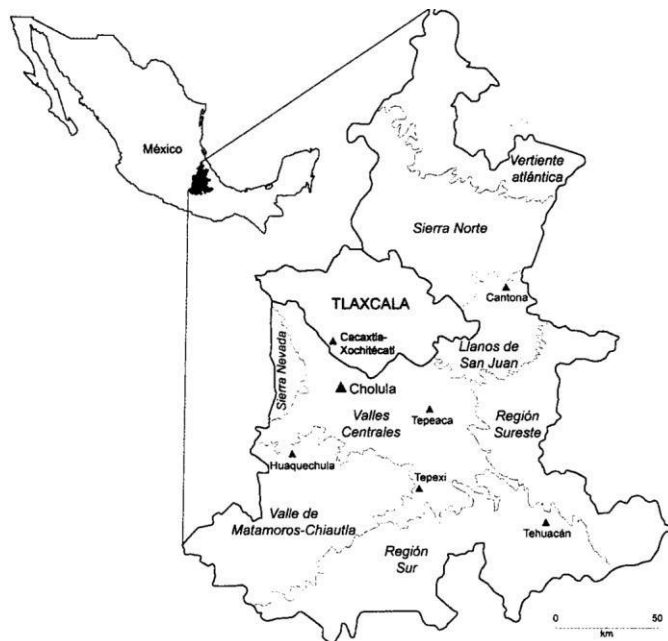 México
Vertiente
atlántica
Sierra Norte
Cantona
TLAXCALA
Cacaxtla-
Xochitécatl
Llanos de
San Juan
Sierra Nevada
Cholula
Valles
Centrales
Tepeaca
Región
Sureste
Huaquechula
Tepexi
Valle de
Matamoros-Chiautla
Tehuacán
Región
Sur
0 50
km